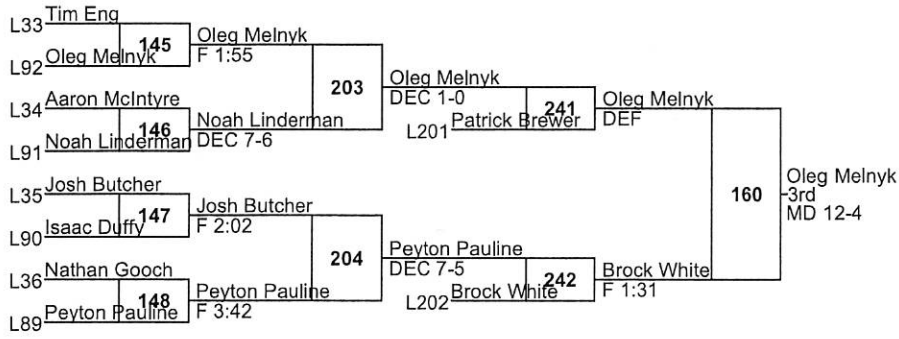 L33 Tim Eng
145
L92 Oleg Melnyk
Oleg Melnyk
F 1:55
L34 Aaron McIntyre
146
L91 Noah Linderman
Noah Linderman
DEC 7-6
203
Oleg Melnyk
DEC 1-0
L201 Patrick Brewer
241
Oleg Melnyk
DEF
L35 Josh Butcher
147
L90 Isaac Duffy
Josh Butcher
F 2:02
L36 Nathan Gooch
148
L89 Peyton Pauline
Peyton Pauline
F 3:42
204
Peyton Pauline
DEC 7-5
L202 Brock White
242
Brock White
F 1:31
160
Oleg Melnyk
3rd
MD 12-4